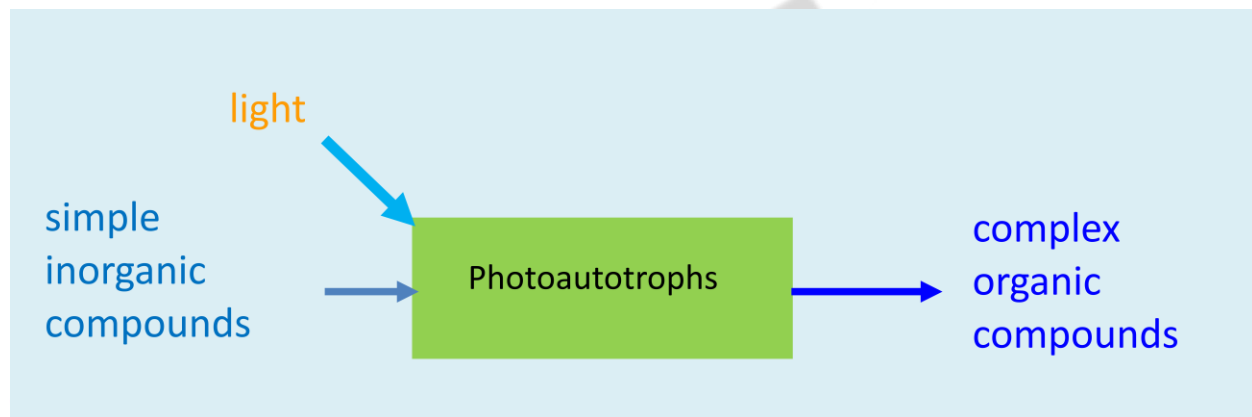 light
simple
inorganic
compounds
Photoautotrophs
complex
organic
compounds